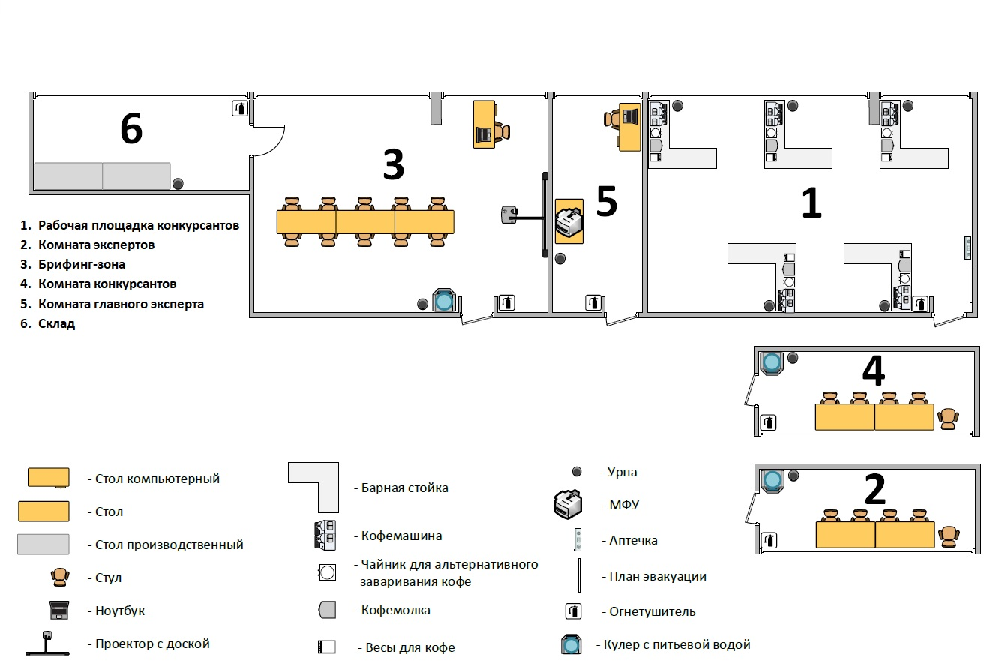 6
3
5
1
1. Рабочая площадка конкурсантов
2. Комната экспертов
3. Брифинг-зона
4. Комната конкурсантов
5. Комната главного эксперта
6. Склад
4
2
- Стол компьютерный
- Стол
- Стол производственный
- Стул
- Ноутбук
- Проектор с доской
- Барная стойка
- Кофемашина
- Чайник для альтернативного
заваривания кофе
- Кофемолка
- Весы для кофе
- Урна
- МФУ
- Аптечка
- План эвакуации
- Огнетушитель
- Кулер с питьевой водой